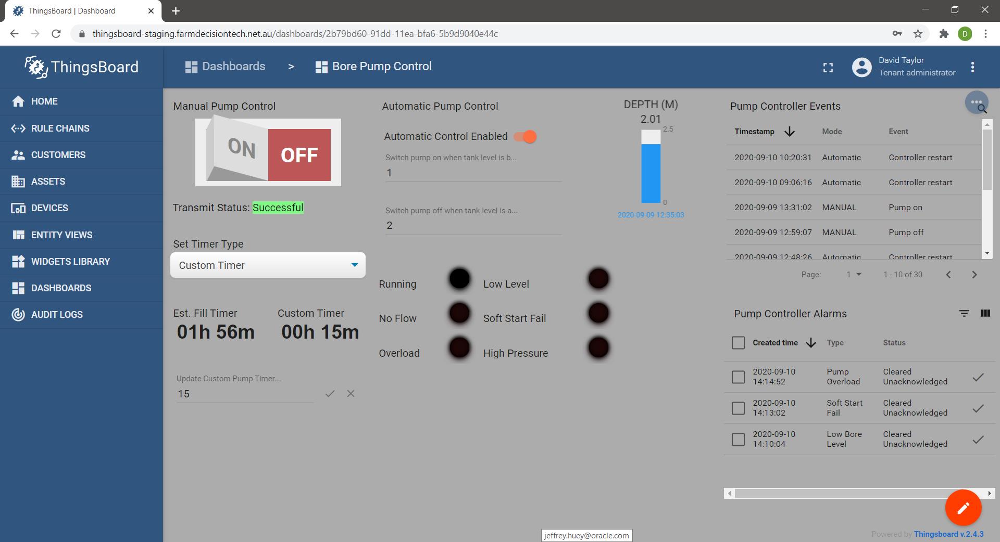 ThingsBoard | Dashboard
thingsboard-staging.farmdecisiontech.net.au/dashboards/2b79bd60-91dd-11ea-bfa6-5b9d9040e44c
D
ThingsBoard
Dashboards > Bore Pump Control
David Taylor
Tenant administrator
HOME
RULE CHAINS
CUSTOMERS
ASSETS
DEVICES
ENTITY VIEWS
WIDGETS LIBRARY
DASHBOARDS
AUDIT LOGS
Manual Pump Control
ON OFF
Transmit Status: Successful
Set Timer Type
Custom Timer
Est. Fill Timer Custom Timer
01h 56m 00h 15m
Update Custom Pump Timer...
15
Automatic Pump Control
Automatic Control Enabled
Switch pump on when tank level is b...
1
Switch pump off when tank level is a...
2
DEPTH (M)
2.01
2.5
0
2020-09-09 12:35:03
Running Low Level
No Flow Soft Start Fail
Overload High Pressure
Pump Controller Events
Timestamp Mode Event
2020-09-10 10:20:31 Automatic Controller restart
2020-09-10 09:06:16 Automatic Controller restart
2020-09-09 13:31:02 MANUAL Pump on
2020-09-09 12:59:07 MANUAL Pump off
2020-09-09 12:48:26 Automatic Controller restart
Page: 1 1 - 10 of 30
Pump Controller Alarms
Created time Type Status
2020-09-10 Pump Cleared
14:14:52 Overload Unacknowledged
2020-09-10 Soft Start Cleared
14:13:02 Fail Unacknowledged
2020-09-10 Low Bore Cleared
14:10:04 Level Unacknowledged
jeffrey.huey@oracle.com
Powered by Thingsboard v.2.4.3